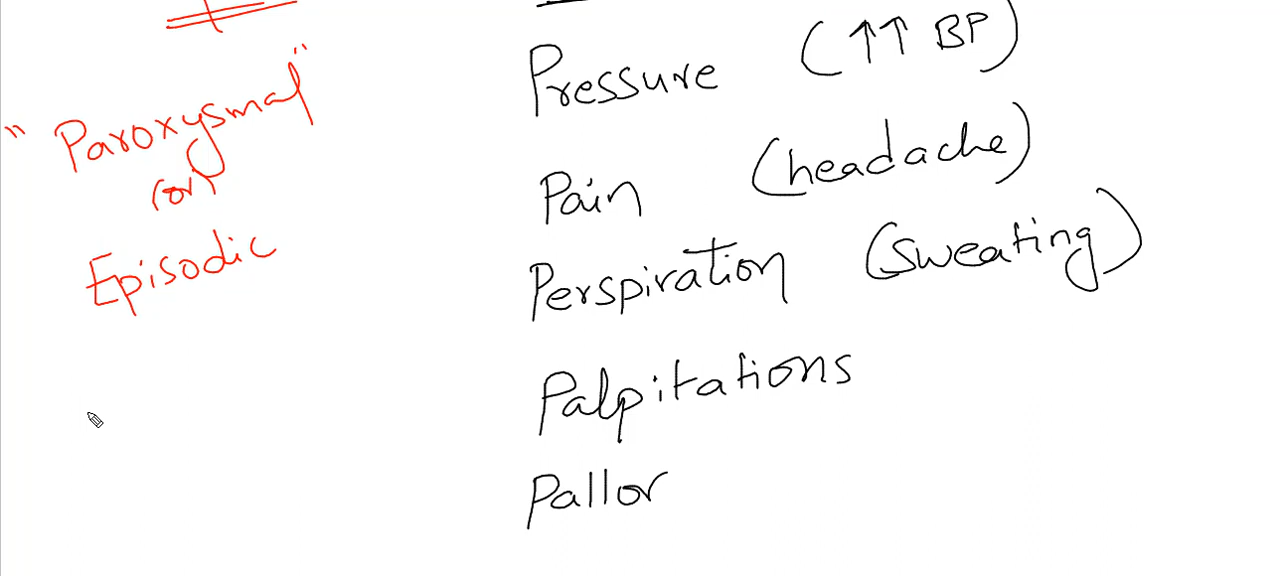 "Paroxysmal"
(or)
Episodic
Pressure (↑↑ BP)
Pain (headache)
Perspiration (sweating)
Palpitations
Pallor